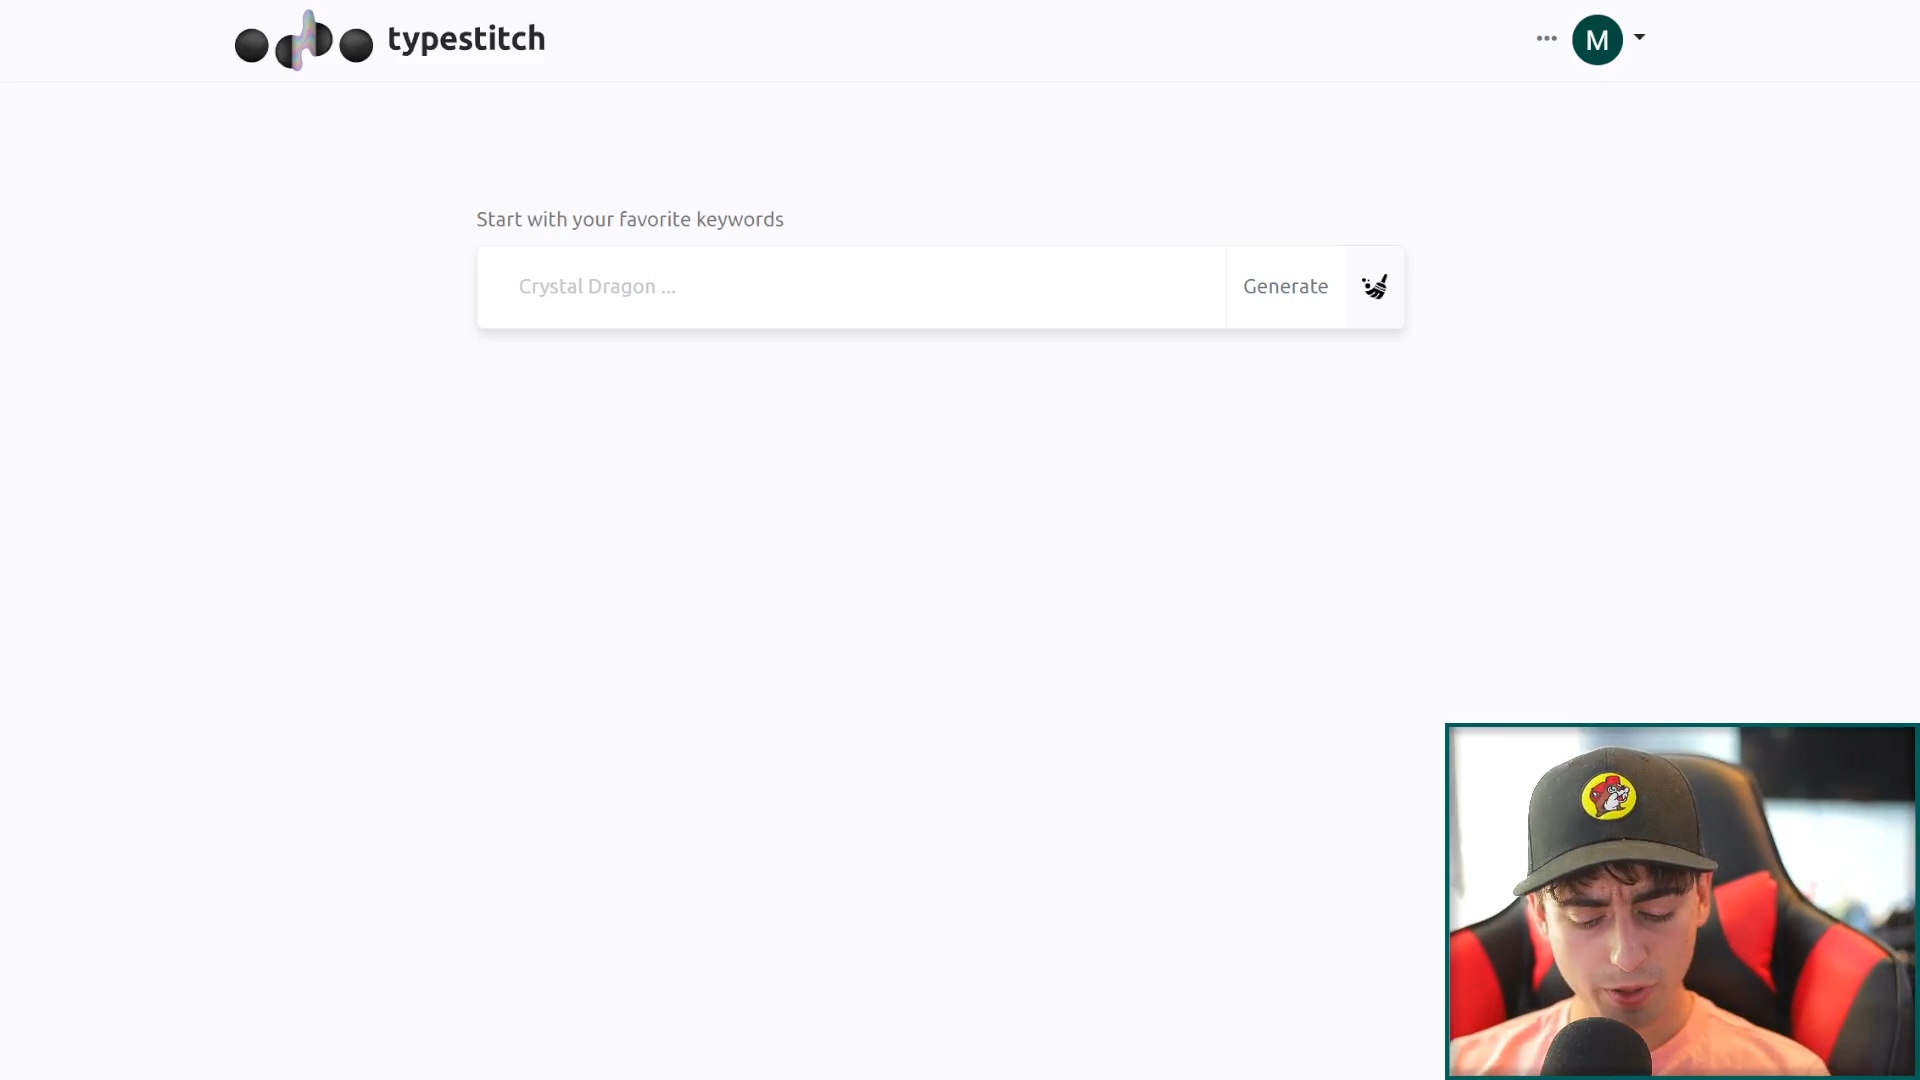 typestitch
M
Start with your favorite keywords
Crystal Dragon ...
Generate